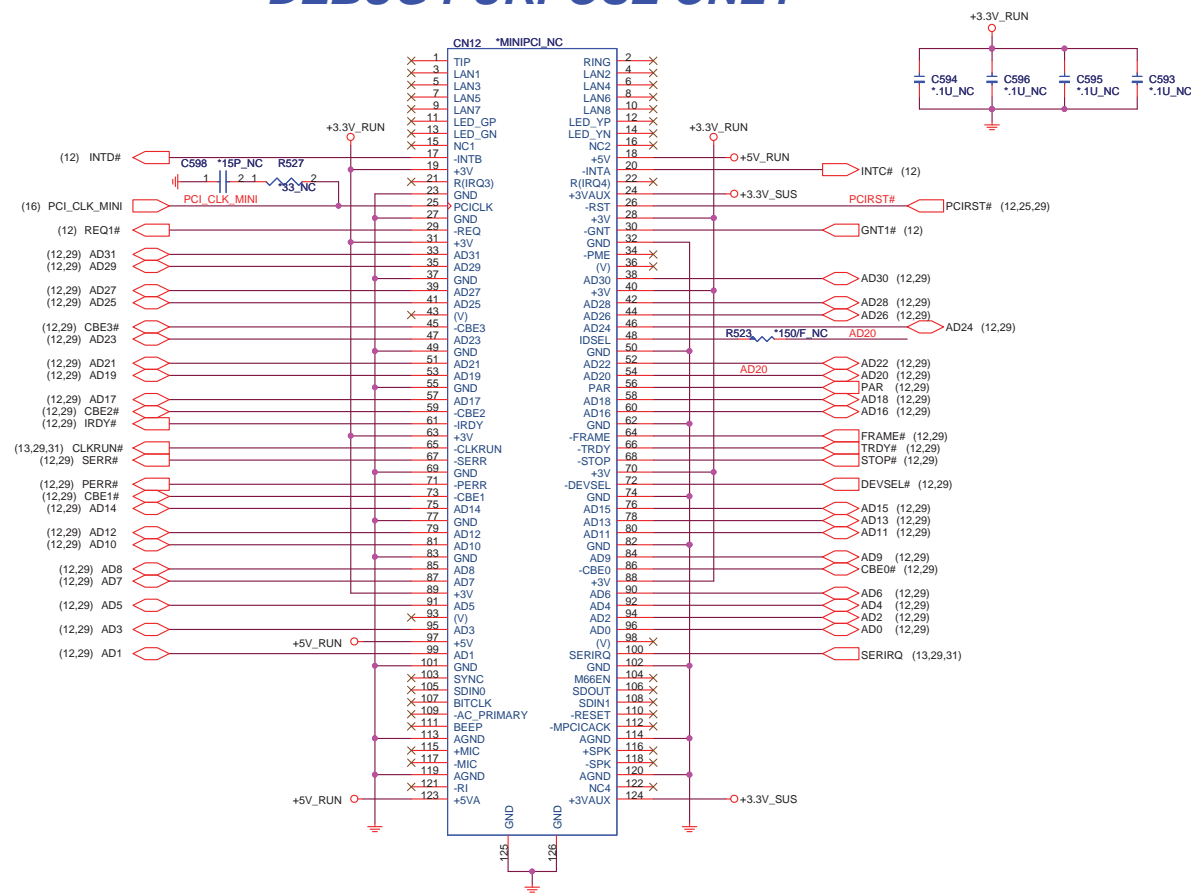 DEBUG PURPOSE ONLY
+3.3V_RUN
C594 *.1U_NC
C596 *.1U_NC
C595 *.1U_NC
C593 *.1U_NC
CN12 *MINIPCI_NC
1 TIP RING 2
3 LAN1 LAN2 4
5 LAN3 LAN4 6
7 LAN5 LAN6 8
9 LAN7 LAN8 10
11 LED_GP LED_YP 12
+3.3V_RUN 13 LED_GN LED_YN 14 +3.3V_RUN
15 NC1 NC2 16
(12) INTD# 17 -INTB +5V 18 +5V_RUN
C598 *15P_NC R527 19 +3V -INTA 20 INTC# (12)
1 2 1 2 *33_NC 21 R(IRQ3) R(IRQ4) 22
23 GND +3VAUX 24 +3.3V_SUS
(16) PCI_CLK_MINI PCI_CLK_MINI 25 PCICLK -RST 26 PCIRST# PCIRST# (12,25,29)
27 GND +3V 28
(12) REQ1# 29 -REQ -GNT 30 GNT1# (12)
31 +3V GND 32
(12,29) AD31 33 AD31 -PME 34
(12,29) AD29 35 AD29 (V) 36
37 GND AD30 38 AD30 (12,29)
(12,29) AD27 39 AD27 +3V 40
(12,29) AD25 41 AD25 AD28 42 AD28 (12,29)
43 (V) AD26 44 AD26 (12,29)
(12,29) CBE3# 45 -CBE3 AD24 46 AD24 (12,29)
(12,29) AD23 47 AD23 IDSEL 48 R523 *150/F_NC AD20
49 GND GND 50
(12,29) AD21 51 AD21 AD22 52 AD22 (12,29)
(12,29) AD19 53 AD19 AD20 54 AD20 AD20 (12,29)
55 GND PAR 56 PAR (12,29)
(12,29) AD17 57 AD17 AD18 58 AD18 (12,29)
(12,29) CBE2# 59 -CBE2 AD16 60 AD16 (12,29)
(12,29) IRDY# 61 -IRDY GND 62
63 +3V -FRAME 64 FRAME# (12,29)
(13,29,31) CLKRUN# 65 -CLKRUN -TRDY 66 TRDY# (12,29)
(12,29) SERR# 67 -SERR -STOP 68 STOP# (12,29)
69 GND +3V 70
(12,29) PERR# 71 -PERR -DEVSEL 72 DEVSEL# (12,29)
(12,29) CBE1# 73 -CBE1 GND 74
(12,29) AD14 75 AD14 AD15 76 AD15 (12,29)
77 GND AD13 78 AD13 (12,29)
(12,29) AD12 79 AD12 AD11 80 AD11 (12,29)
(12,29) AD10 81 AD10 GND 82
83 GND AD9 84 AD9 (12,29)
(12,29) AD8 85 AD8 -CBE0 86 CBE0# (12,29)
(12,29) AD7 87 AD7 +3V 88
89 +3V AD6 90 AD6 (12,29)
(12,29) AD5 91 AD5 AD4 92 AD4 (12,29)
93 (V) AD2 94 AD2 (12,29)
(12,29) AD3 95 AD3 AD0 96 AD0 (12,29)
+5V_RUN 97 +5V (V) 98
(12,29) AD1 99 AD1 SERIRQ 100 SERIRQ (13,29,31)
101 GND GND 102
103 SYNC M66EN 104
105 SDIN0 SDOUT 106
107 BITCLK SDIN1 108
109 -AC_PRIMARY -RESET 110
111 BEEP -MPCICACK 112
113 AGND AGND 114
115 +MIC +SPK 116
117 -MIC -SPK 118
119 AGND AGND 120
121 -RI NC4 122
+5V_RUN 123 +5VA +3VAUX 124 +3.3V_SUS
GND GND
125 126